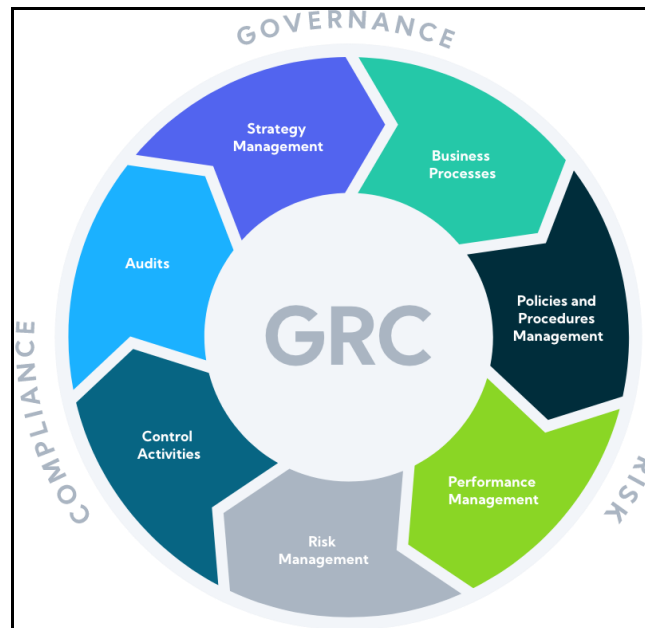 GOVERNANCE
Strategy
Management
Business
Processes
Audits
Policies and
Procedures
Management
GRC
COMPLIANCE
RISK
Control
Activities
Performance
Management
Risk
Management